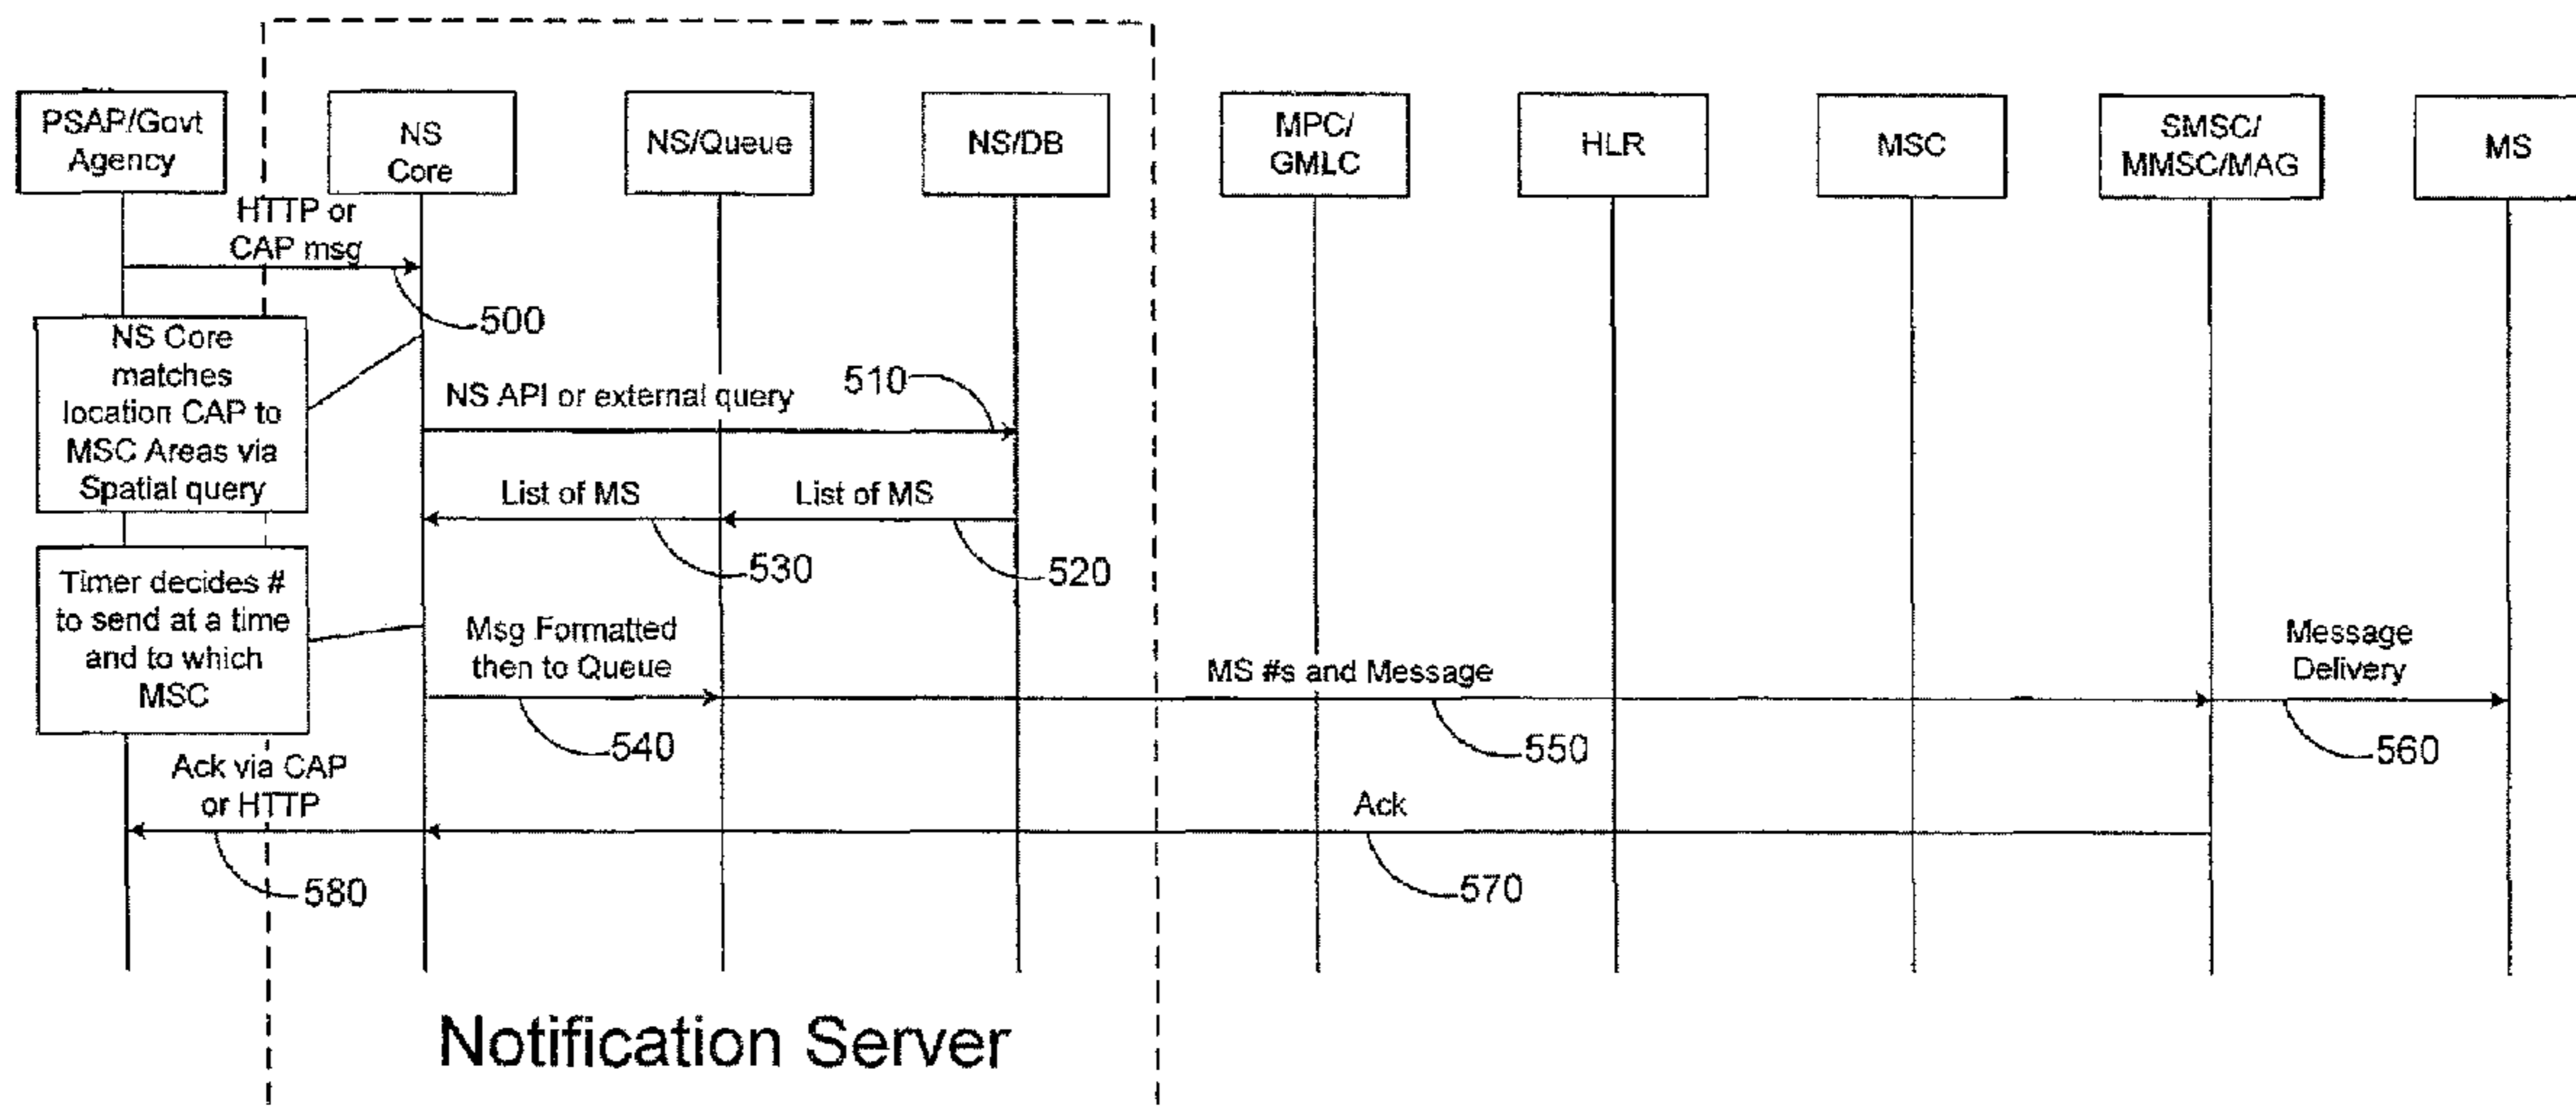 PSAP/Govt
Agency
NS
Core
NS/Queue
NS/DB
MPC/
GMLC
HLR
MSC
SMSC/
MMSC/MAG
MS
HTTP or
CAP msg
500
NS Core
matches
location CAP to
MSC Areas via
Spatial query
NS API or external query
510
List of MS
List of MS
530
520
Timer decides #
to send at a time
and to which
MSC
Msg Formatted
then to Queue
540
MS #s and Message
550
Message
Delivery
560
Ack via CAP
or HTTP
580
Ack
570
Notification Server